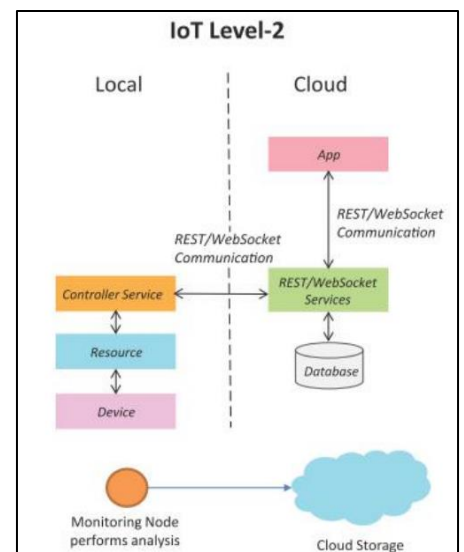 IoT Level-2
Local
Cloud
App
REST/WebSocket
Communication
REST/WebSocket
Communication
Controller Service
REST/WebSocket
Services
Resource
Database
Device
Monitoring Node
performs analysis
Cloud Storage